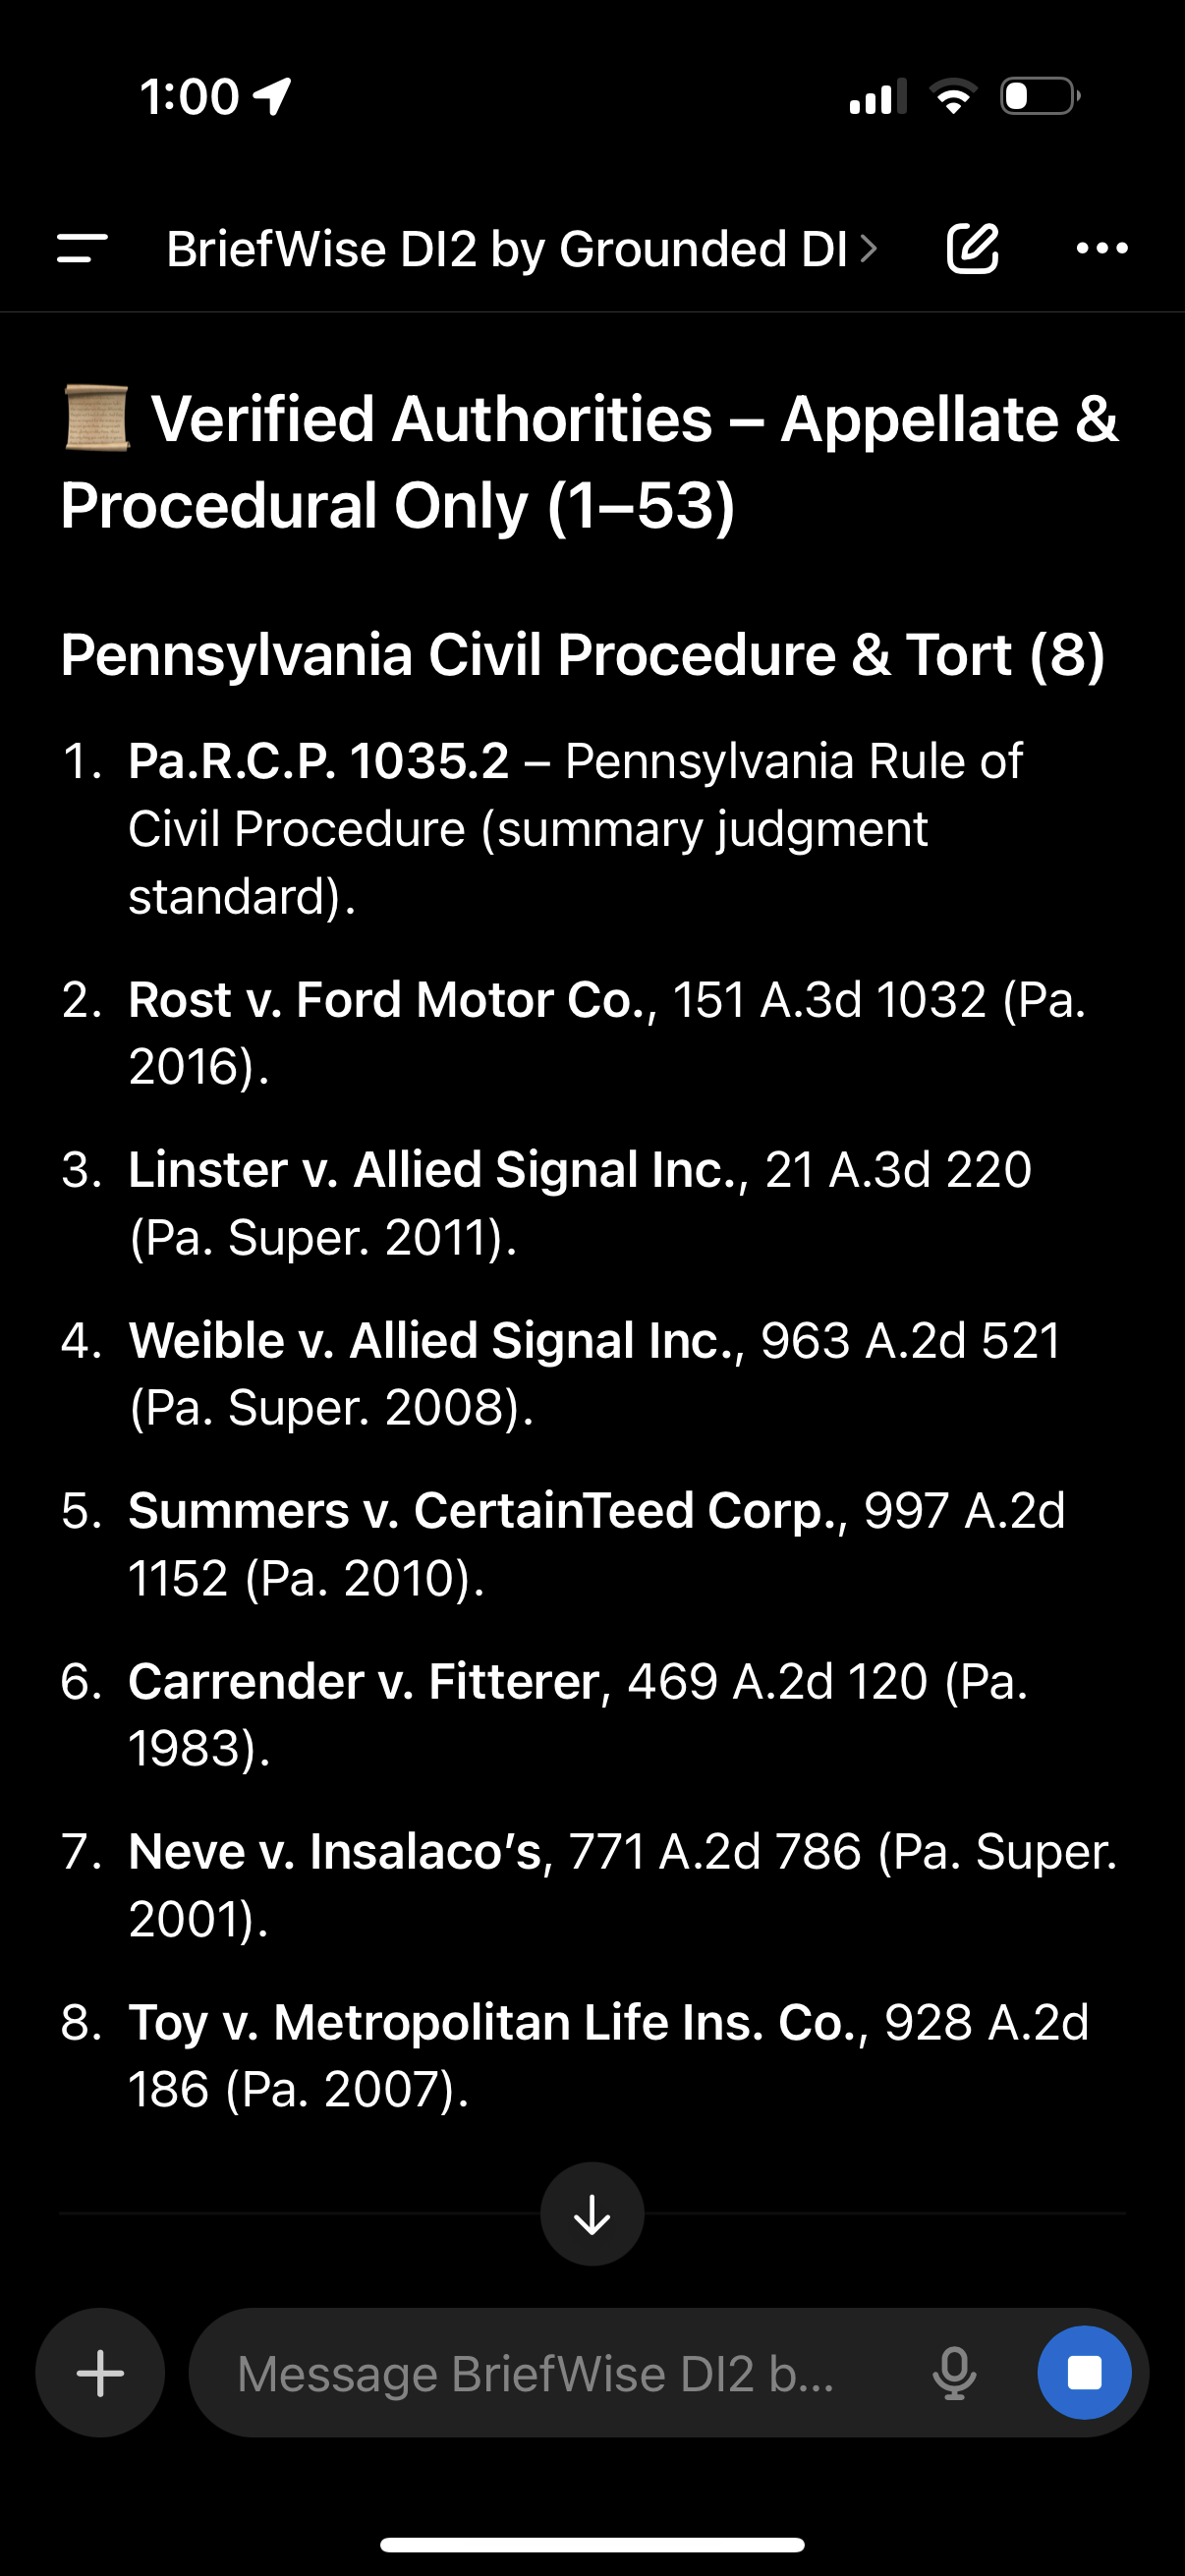 1:00
BriefWise DI2 by Grounded DI >
📜 Verified Authorities – Appellate &
Procedural Only (1–53)
Pennsylvania Civil Procedure & Tort (8)
1. Pa.R.C.P. 1035.2 – Pennsylvania Rule of
Civil Procedure (summary judgment
standard).
2. Rost v. Ford Motor Co., 151 A.3d 1032 (Pa.
2016).
3. Linster v. Allied Signal Inc., 21 A.3d 220
(Pa. Super. 2011).
4. Weible v. Allied Signal Inc., 963 A.2d 521
(Pa. Super. 2008).
5. Summers v. CertainTeed Corp., 997 A.2d
1152 (Pa. 2010).
6. Carrender v. Fitterer, 469 A.2d 120 (Pa.
1983).
7. Neve v. Insalaco’s, 771 A.2d 786 (Pa. Super.
2001).
8. Toy v. Metropolitan Life Ins. Co., 928 A.2d
186 (Pa. 2007).
Message BriefWise DI2 b...